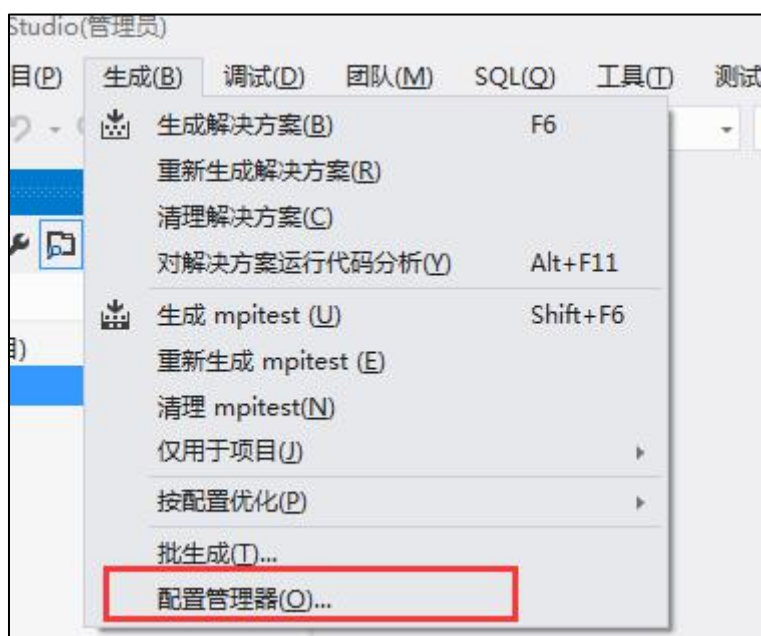 Studio(管理员)
目(P) 生成(B) 调试(D) 团队(M) SQL(Q) 工具(T) 测试
生成解决方案(B) F6
重新生成解决方案(R)
清理解决方案(C)
对解决方案运行代码分析(Y) Alt+F11
生成 mpitest (U) Shift+F6
重新生成 mpitest (E)
清理 mpitest(N)
仅用于项目(J)
按配置优化(P)
批生成(T)...
配置管理器(O)...